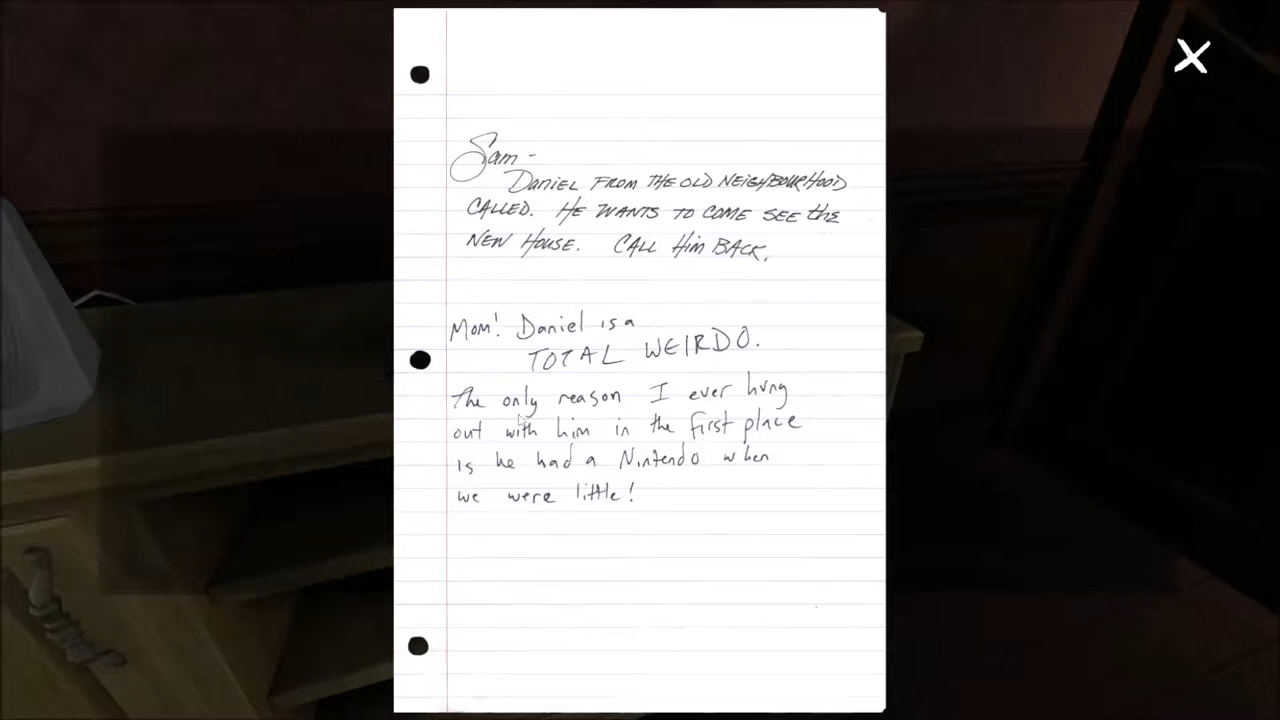 Sam -
DANIEL FROM THE OLD NEIGHBOURHOOD
CALLED. HE WANTS TO COME SEE the
NEW HOUSE. CALL HIM BACK.
Mom! Daniel is a
TOTAL WEIRDO.
The only reason I ever hung
out with him in the first place
is he had a Nintendo when
we were little!